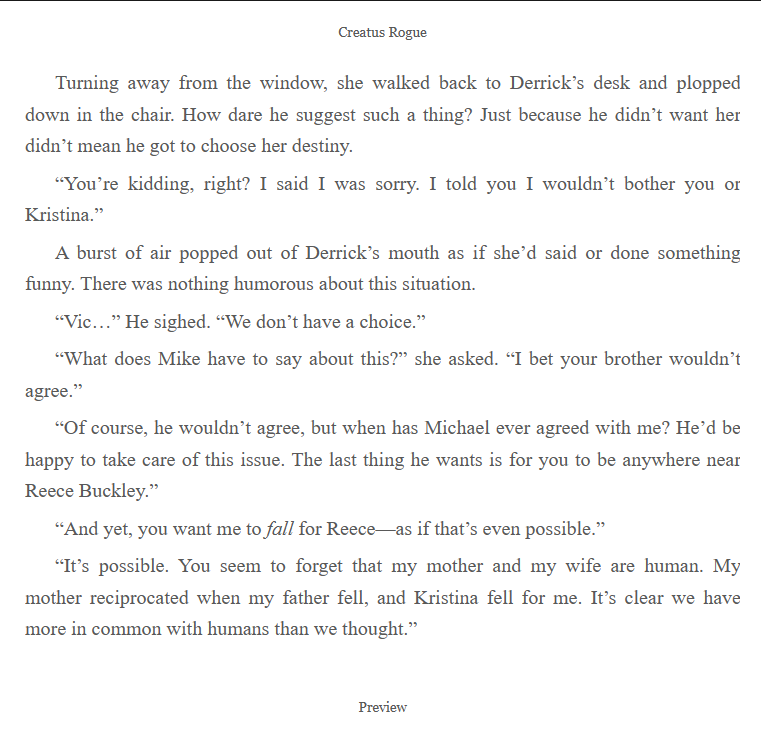 Creatus Rogue
Turning away from the window, she walked back to Derrick’s desk and plopped
down in the chair. How dare he suggest such a thing? Just because he didn’t want her
didn’t mean he got to choose her destiny.
“You’re kidding, right? I said I was sorry. I told you I wouldn’t bother you or
Kristina.”
A burst of air popped out of Derrick’s mouth as if she’d said or done something
funny. There was nothing humorous about this situation.
“Vic…” He sighed. “We don’t have a choice.”
“What does Mike have to say about this?” she asked. “I bet your brother wouldn’t
agree.”
“Of course, he wouldn’t agree, but when has Michael ever agreed with me? He’d be
happy to take care of this issue. The last thing he wants is for you to be anywhere near
Reece Buckley.”
“And yet, you want me to fall for Reece—as if that’s even possible.”
“It’s possible. You seem to forget that my mother and my wife are human. My
mother reciprocated when my father fell, and Kristina fell for me. It’s clear we have
more in common with humans than we thought.”
Preview